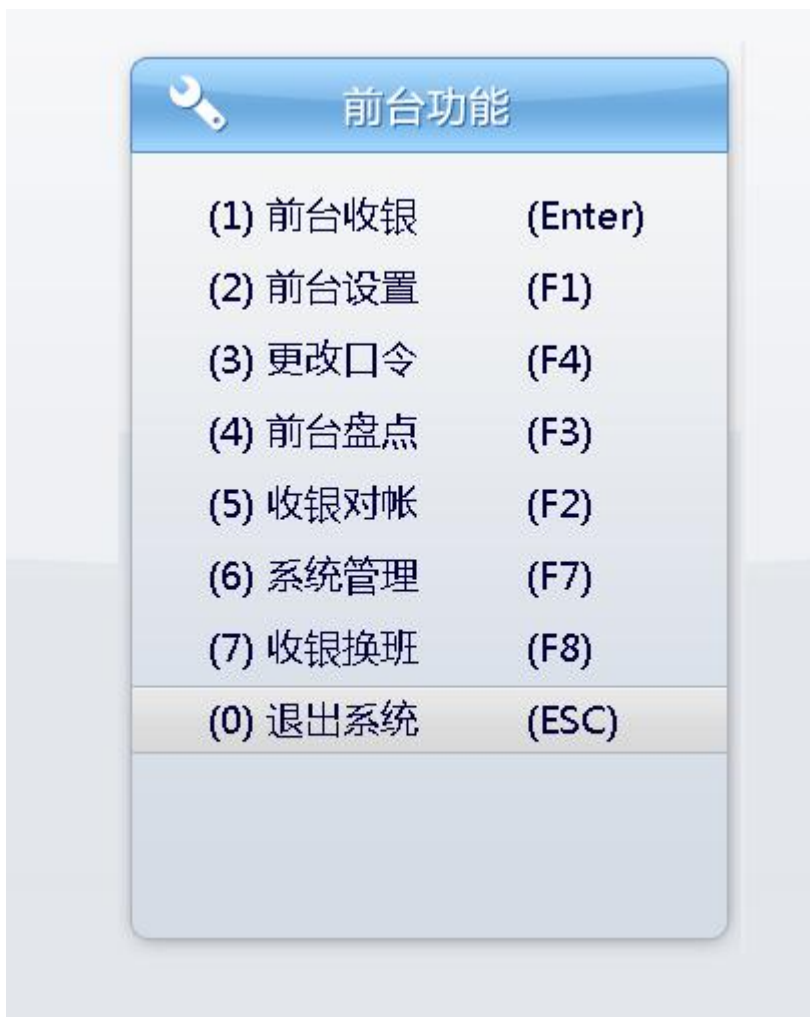 前台功能
(1) 前台收银 (Enter)
(2) 前台设置 (F1)
(3) 更改口令 (F4)
(4) 前台盘点 (F3)
(5) 收银对帐 (F2)
(6) 系统管理 (F7)
(7) 收银换班 (F8)
(0) 退出系统 (ESC)